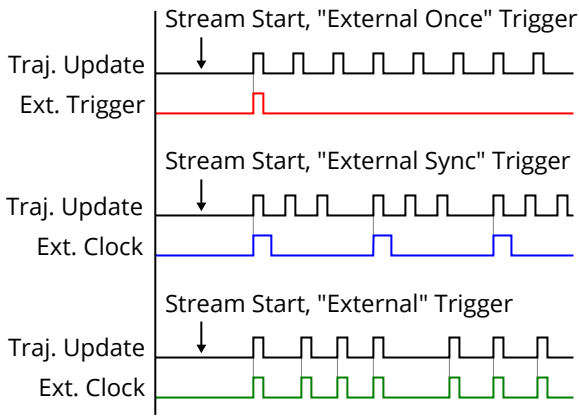 Stream Start, "External Once" Trigger
Traj. Update
Ext. Trigger
Stream Start, "External Sync" Trigger
Traj. Update
Ext. Clock
Stream Start, "External" Trigger
Traj. Update
Ext. Clock